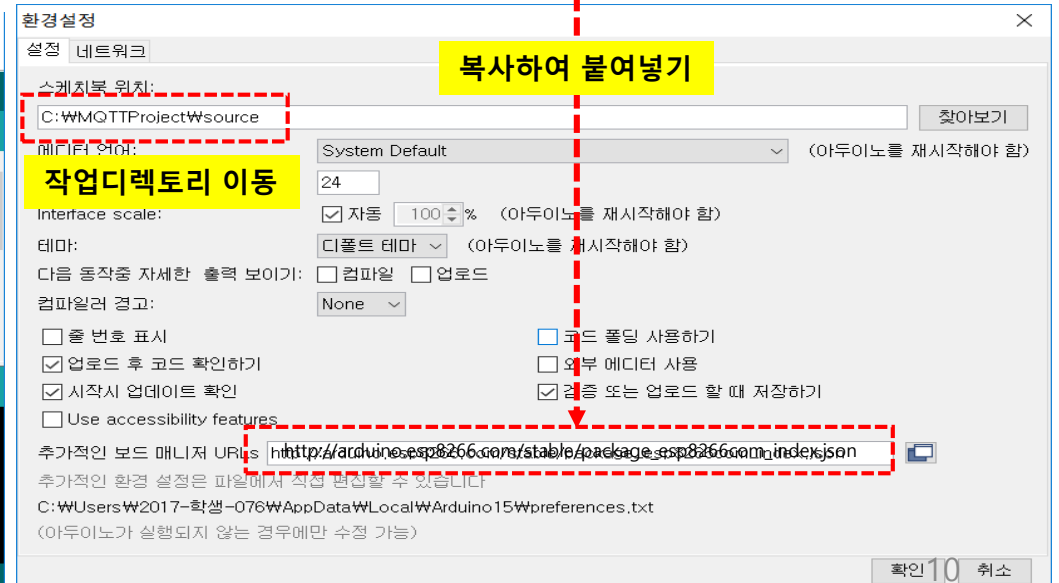 환경설정
설정 네트워크
복사하여 붙여넣기
스케치북 위치:
C:₩MQTTProject₩source 찾아보기
에디터 언어: System Default (아두이노를 재시작해야 함)
작업디렉토리 이동
24
Interface scale: 자동 100 % (아두이노를 재시작해야 함)
테마: 디폴트 테마 (아두이노를 재시작해야 함)
다음 동작중 자세한 출력 보이기: 컴파일 업로드
컴파일러 경고: None
줄 번호 표시 코드 폴딩 사용하기
업로드 후 코드 확인하기 외부 에디터 사용
시작시 업데이트 확인 검증 또는 업로드 할 때 저장하기
Use accessibility features
추가적인 보드 매니저 URLs http://arduino.esp8266.com/stable/package_esp8266com_index.json
추가적인 환경 설정은 파일에서 직접 편집할 수 있습니다
C:₩Users₩2017-학생-076₩AppData₩Local₩Arduino15₩preferences.txt
(아두이노가 실행되지 않는 경우에만 수정 가능)
확인 10 취소